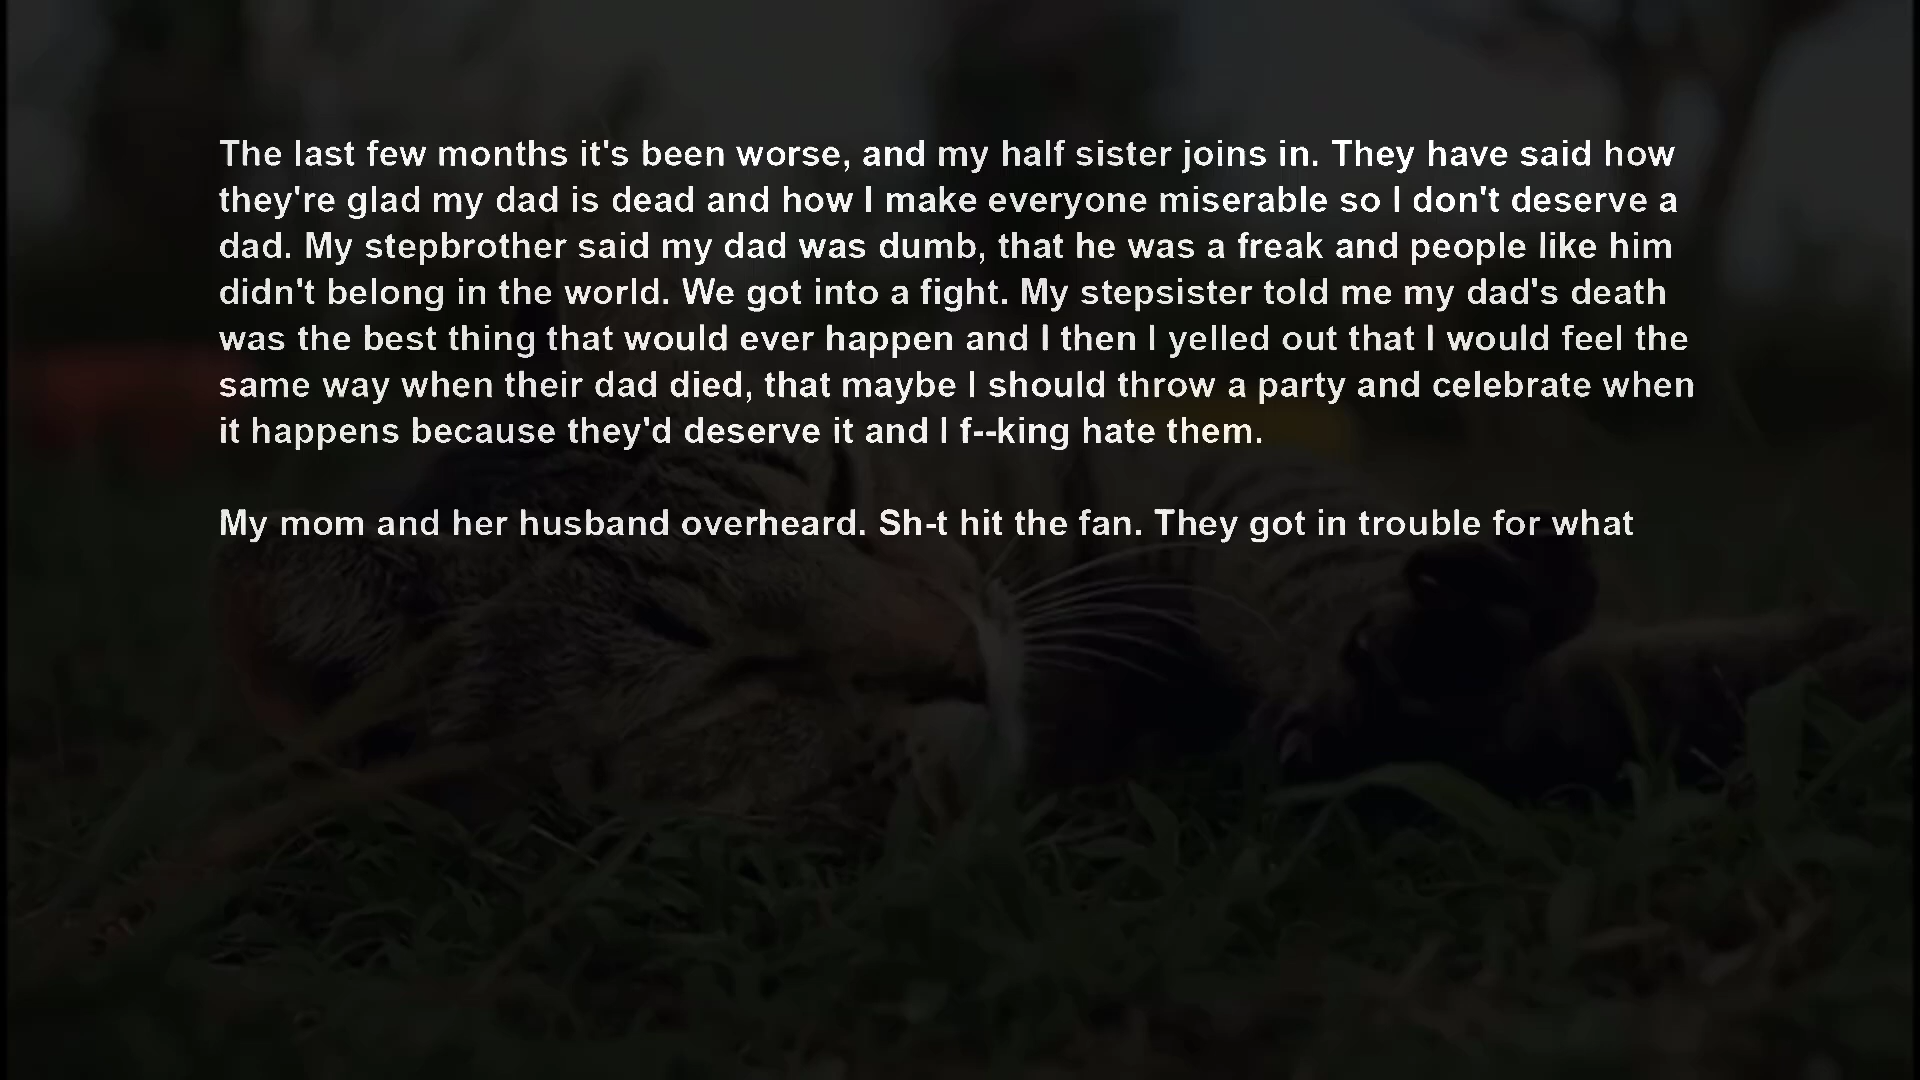 The last few months it's been worse, and my half sister joins in. They have said how
they're glad my dad is dead and how I make everyone miserable so I don't deserve a
dad. My stepbrother said my dad was dumb, that he was a freak and people like him
didn't belong in the world. We got into a fight. My stepsister told me my dad's death
was the best thing that would ever happen and I then I yelled out that I would feel the
same way when their dad died, that maybe I should throw a party and celebrate when
it happens because they'd deserve it and I f--king hate them.
My mom and her husband overheard. Sh-t hit the fan. They got in trouble for what